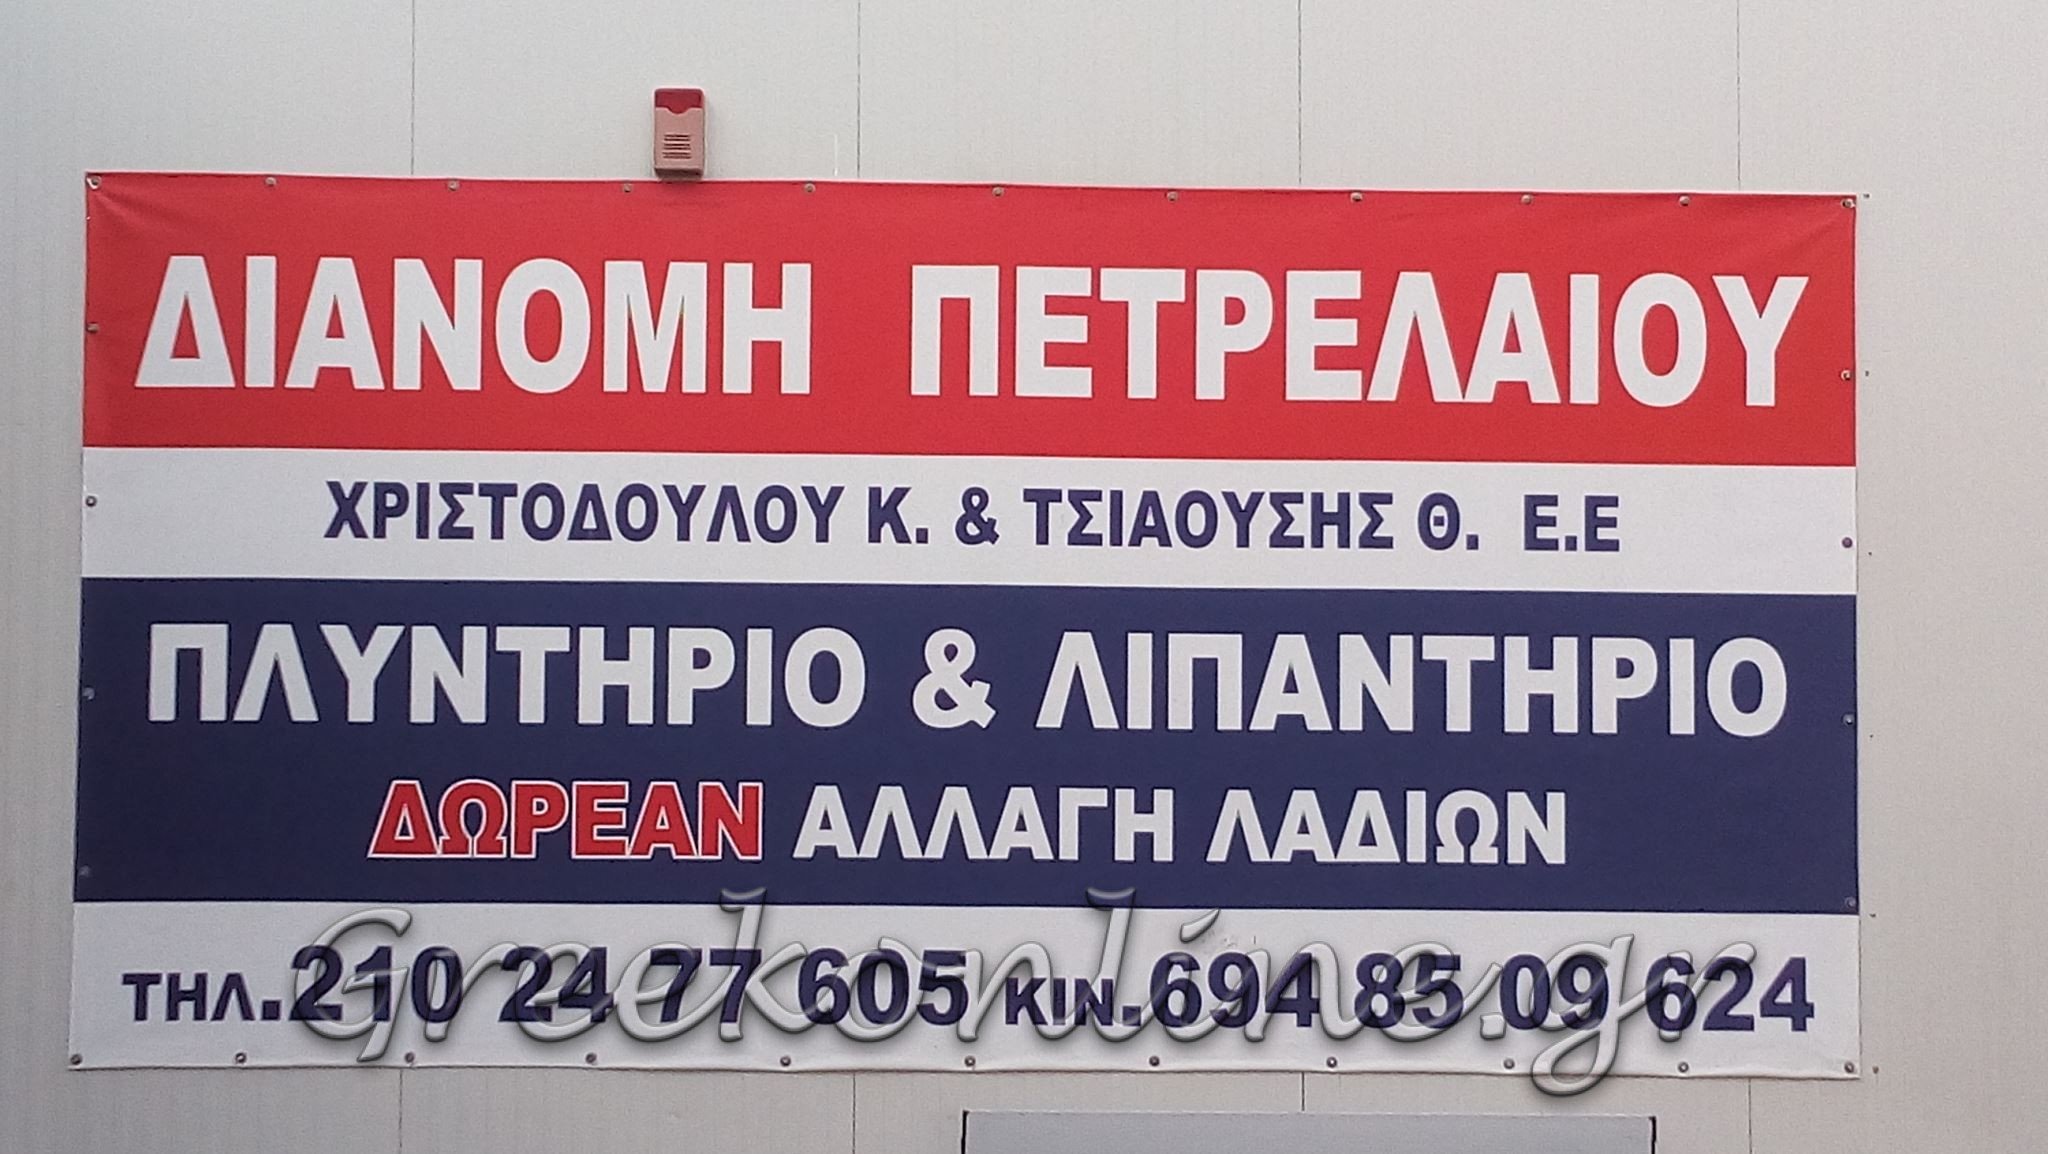 ΔΙΑΝΟΜΗ ΠΕΤΡΕΛΑΙΟΥ
ΧΡΙΣΤΟΔΟΥΛΟΥ Κ. & ΤΣΙΑΟΥΣΗΣ Θ. Ε.Ε
ΠΛΥΝΤΗΡΙΟ & ΛΙΠΑΝΤΗΡΙΟ
ΔΩΡΕΑΝ ΑΛΛΑΓΗ ΛΑΔΙΩΝ
ΤΗΛ.210 24 77 605 ΚΙΝ.694 85 09 624
Greekonline.gr